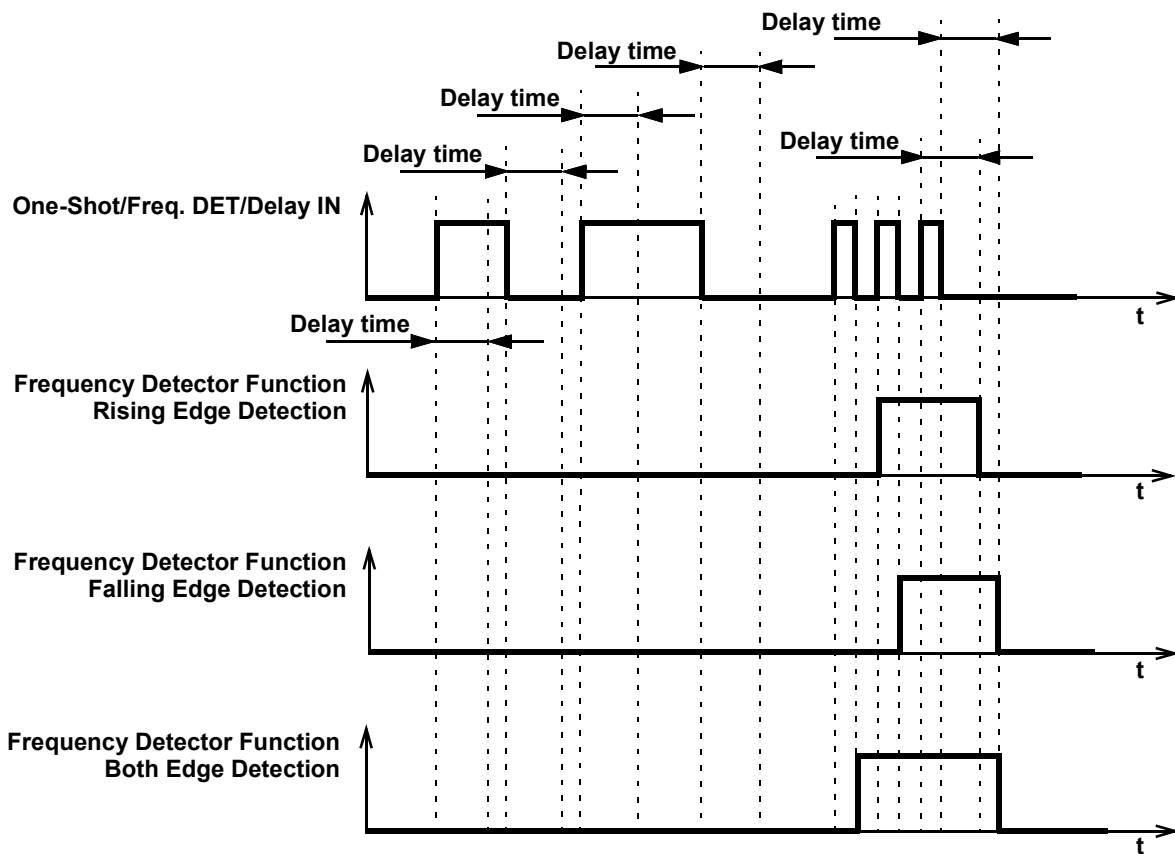 Delay time
Delay time
Delay time
Delay time
Delay time
One-Shot/Freq. DET/Delay IN
t
Delay time
Frequency Detector Function
Rising Edge Detection
t
Frequency Detector Function
Falling Edge Detection
t
Frequency Detector Function
Both Edge Detection
t